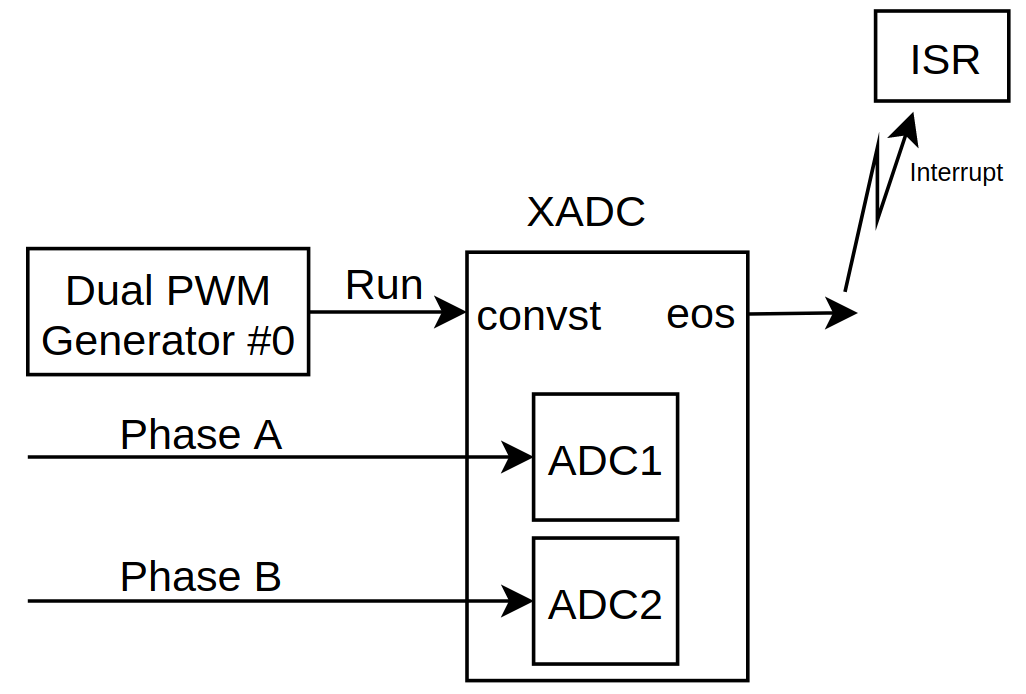 ISR
Interrupt
XADC
Dual PWM
Generator #0
Run
convst
eos
Phase A
ADC1
Phase B
ADC2